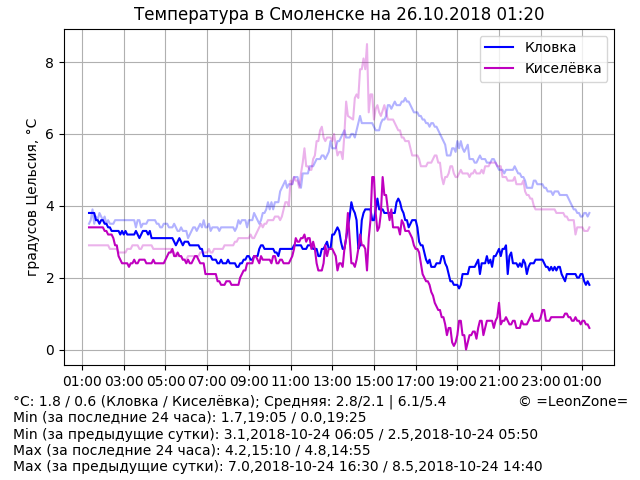 Температура в Смоленске на 26.10.2018 01:20
Кловка
Киселёвка
градусов Цельсия, °C
8
6
4
2
0
01:00 03:00 05:00 07:00 09:00 11:00 13:00 15:00 17:00 19:00 21:00 23:00 01:00
°C: 1.8 / 0.6 (Кловка / Киселёвка); Средняя: 2.8/2.1 | 6.1/5.4 © =LeonZone=
Min (за последние 24 часа): 1.7,19:05 / 0.0,19:25
Min (за предыдущие сутки): 3.1,2018-10-24 06:05 / 2.5,2018-10-24 05:50
Max (за последние 24 часа): 4.2,15:10 / 4.8,14:55
Max (за предыдущие сутки): 7.0,2018-10-24 16:30 / 8.5,2018-10-24 14:40